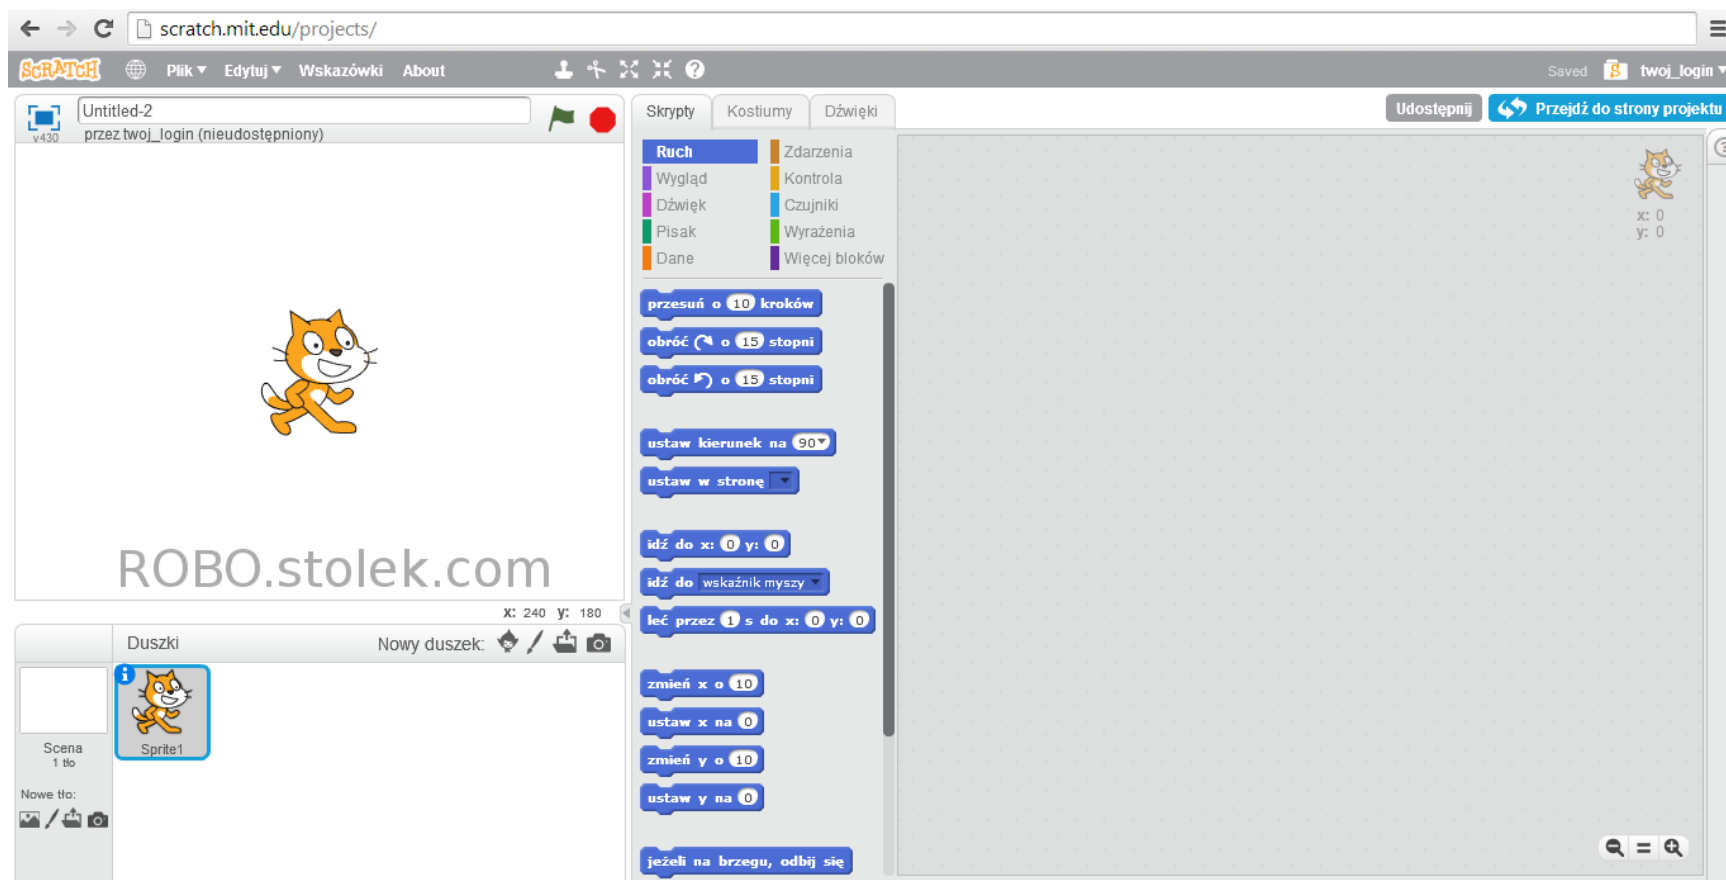 scratch.mit.edu/projects/
SCRATCH Plik Edytuj Wskazówki About Saved S twoj_login
v430 Untitled-2
przez twoj_login (nieudostępniony)
Skrypty Kostiumy Dźwięki
Udostępnij Przejdź do strony projektu
Ruch Zdarzenia
Wygląd Kontrola
Dźwięk Czujniki
Pisak Wyrażenia
Dane Więcej bloków
x: 0
y: 0
przesuń o 10 kroków
obróć o 15 stopni
obróć o 15 stopni
ustaw kierunek na 90
ustaw w stronę
idź do x: 0 y: 0
idź do wskaźnik myszy
leć przez 1 s do x: 0 y: 0
zmień x o 10
ustaw x na 0
zmień y o 10
ustaw y na 0
jeżeli na brzegu, odbij się
ROBO.stolek.com
x: 240 y: 180
Duszki Nowy duszek:
Sprite1
Scena
1 tło
Nowe tło: